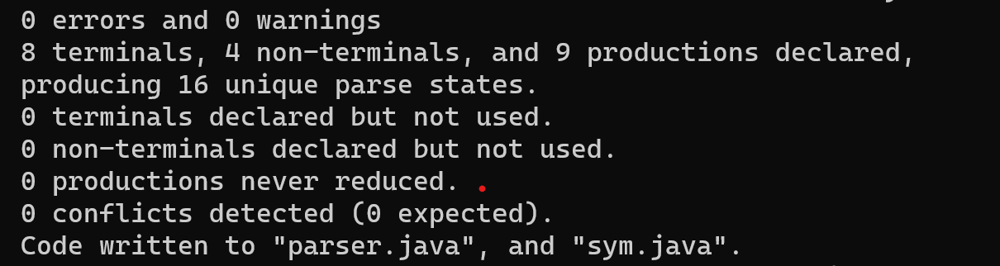 0 errors and 0 warnings
8 terminals, 4 non-terminals, and 9 productions declared,
producing 16 unique parse states.
0 terminals declared but not used.
0 non-terminals declared but not used.
0 productions never reduced.
0 conflicts detected (0 expected).
Code written to "parser.java", and "sym.java".